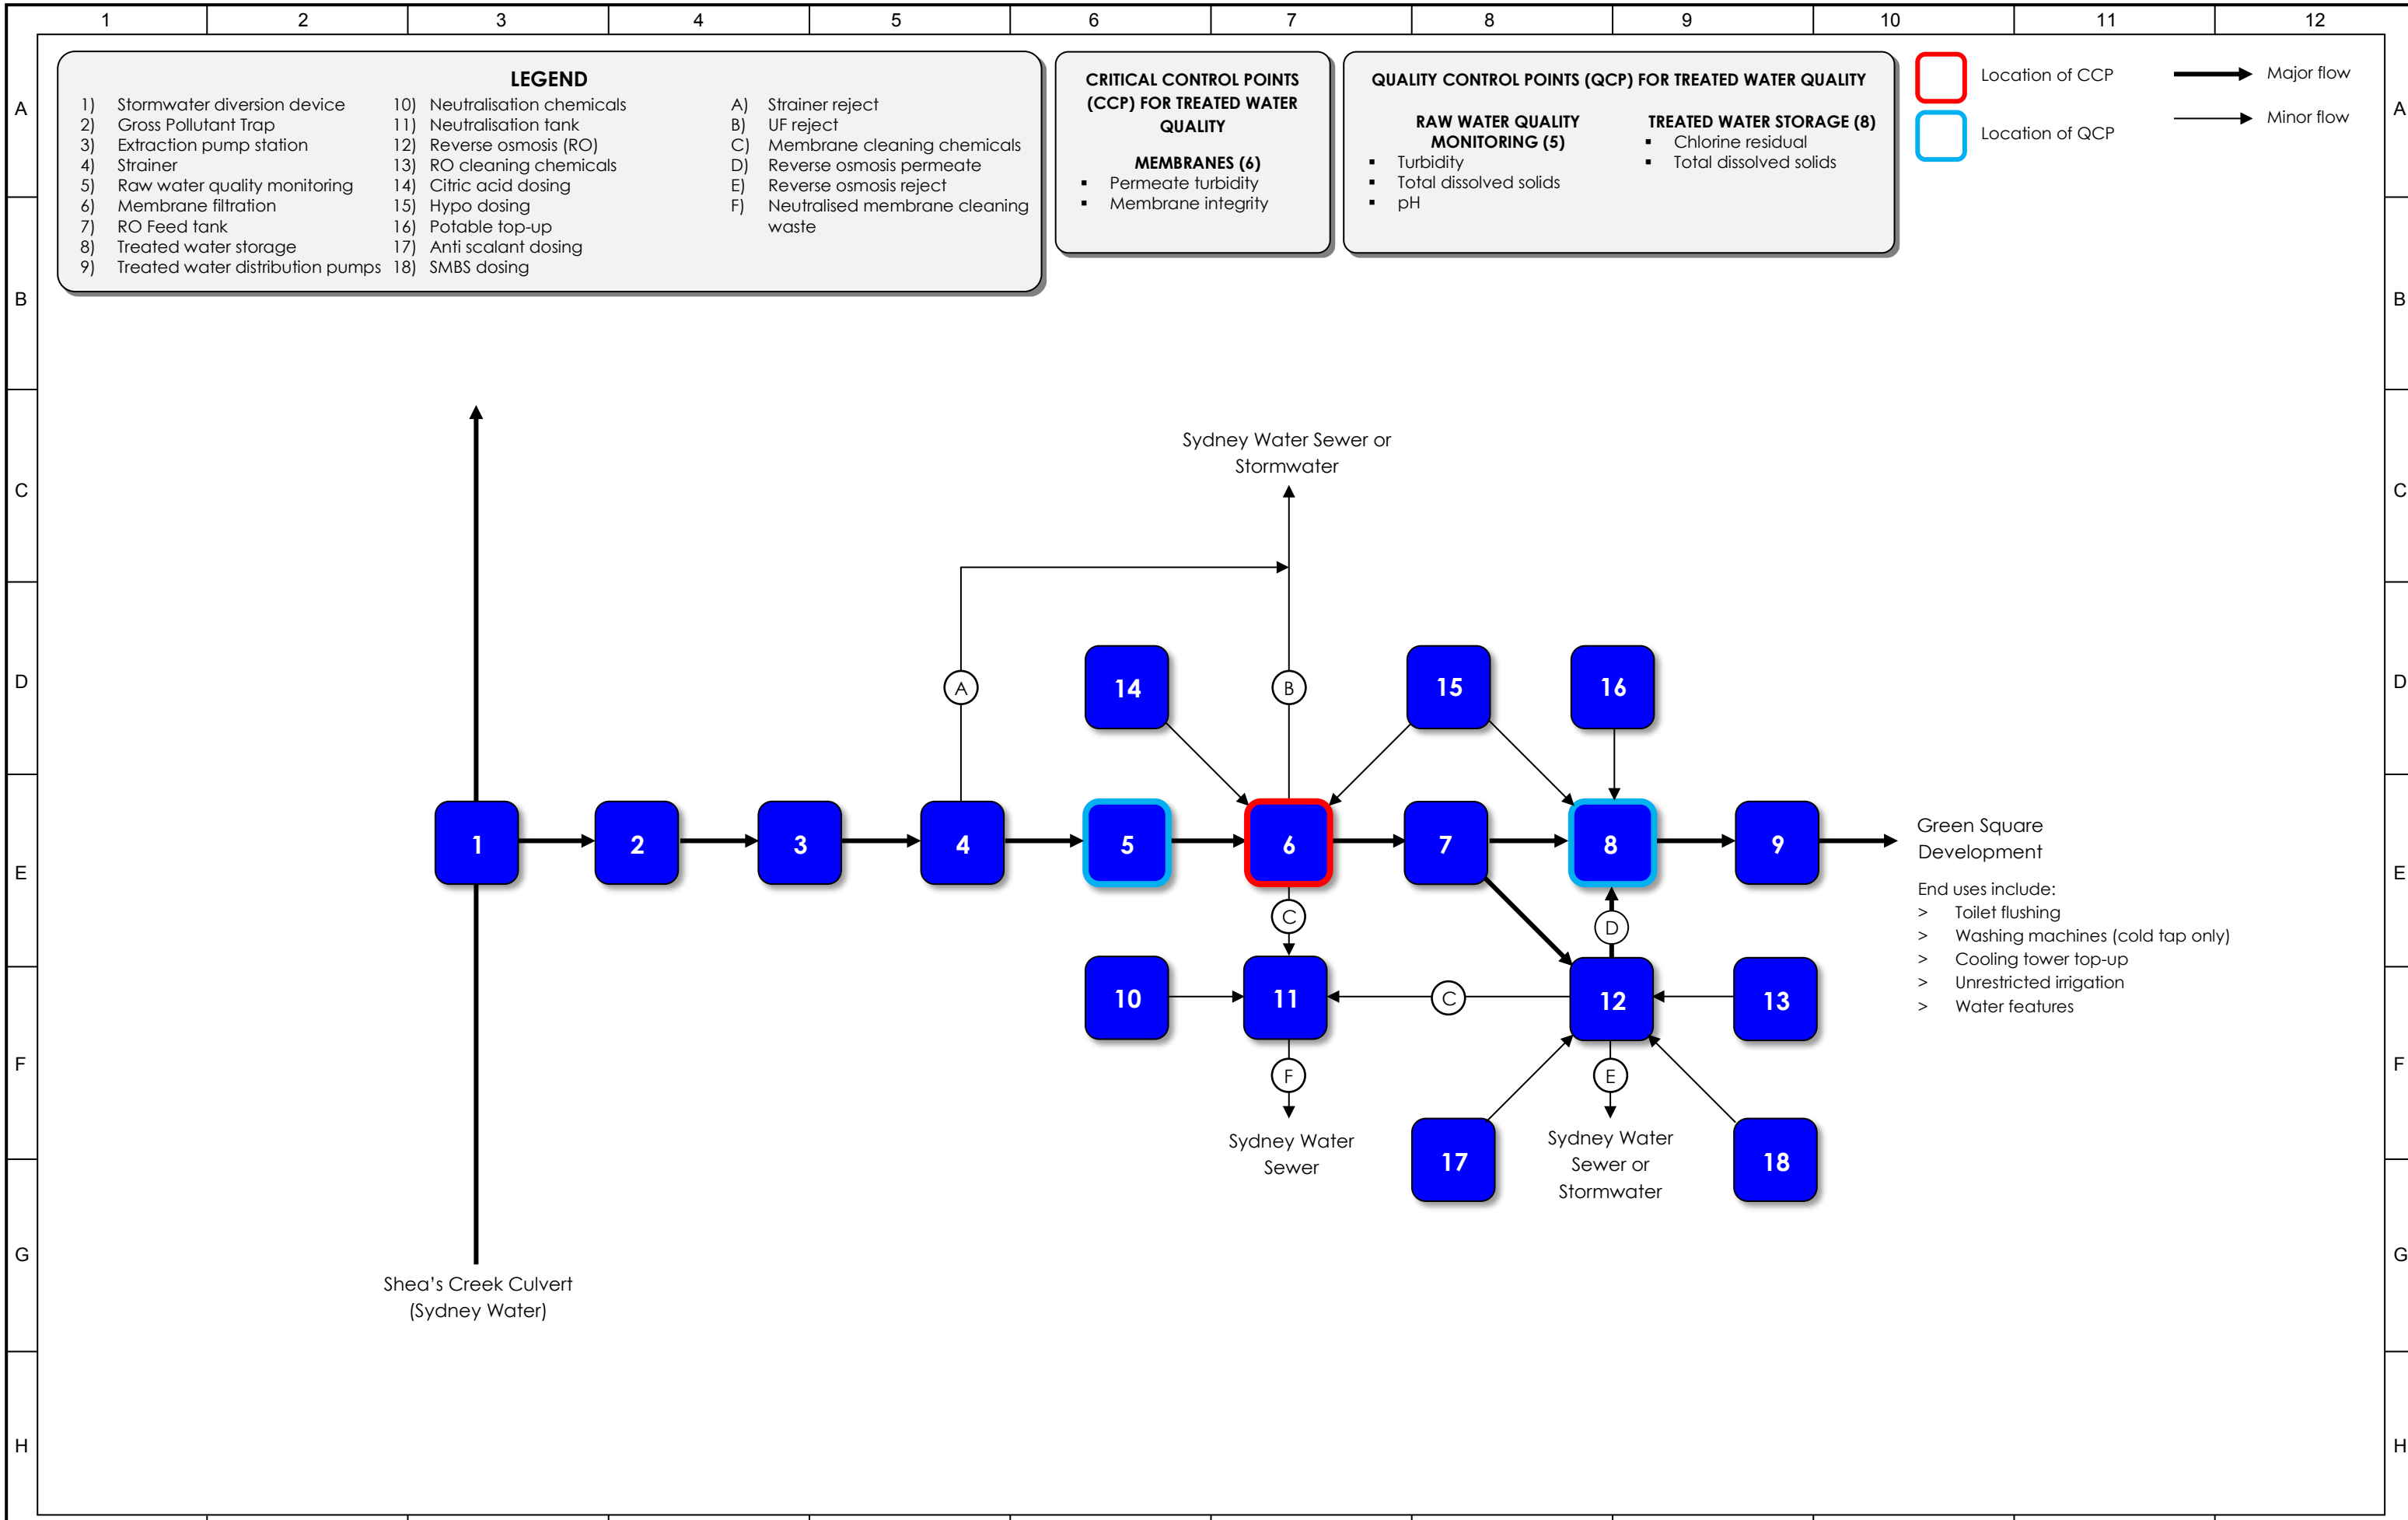 1 2 3 4 5 6 7 8 9 10 11 12
A A
B B
C C
D D
E E
F F
G G
H H
LEGEND
1) Stormwater diversion device
2) Gross Pollutant Trap
3) Extraction pump station
4) Strainer
5) Raw water quality monitoring
6) Membrane filtration
7) RO Feed tank
8) Treated water storage
9) Treated water distribution pumps
10) Neutralisation chemicals
11) Neutralisation tank
12) Reverse osmosis (RO)
13) RO cleaning chemicals
14) Citric acid dosing
15) Hypo dosing
16) Potable top-up
17) Anti scalant dosing
18) SMBS dosing
A) Strainer reject
B) UF reject
C) Membrane cleaning chemicals
D) Reverse osmosis permeate
E) Reverse osmosis reject
F) Neutralised membrane cleaning
waste
CRITICAL CONTROL POINTS
(CCP) FOR TREATED WATER
QUALITY
MEMBRANES (6)
▪ Permeate turbidity
▪ Membrane integrity
QUALITY CONTROL POINTS (QCP) FOR TREATED WATER QUALITY
RAW WATER QUALITY
MONITORING (5)
▪ Turbidity
▪ Total dissolved solids
▪ pH
TREATED WATER STORAGE (8)
▪ Chlorine residual
▪ Total dissolved solids
Location of CCP
Location of QCP
Major flow
Minor flow
Sydney Water Sewer or
Stormwater
A
14
B
15
16
1
2
3
4
5
6
7
8
9
Green Square
Development
End uses include:
> Toilet flushing
> Washing machines (cold tap only)
> Cooling tower top-up
> Unrestricted irrigation
> Water features
C
D
10
11
C
12
13
F
E
Sydney Water
Sewer
17
Sydney Water
Sewer or
Stormwater
18
Shea's Creek Culvert
(Sydney Water)